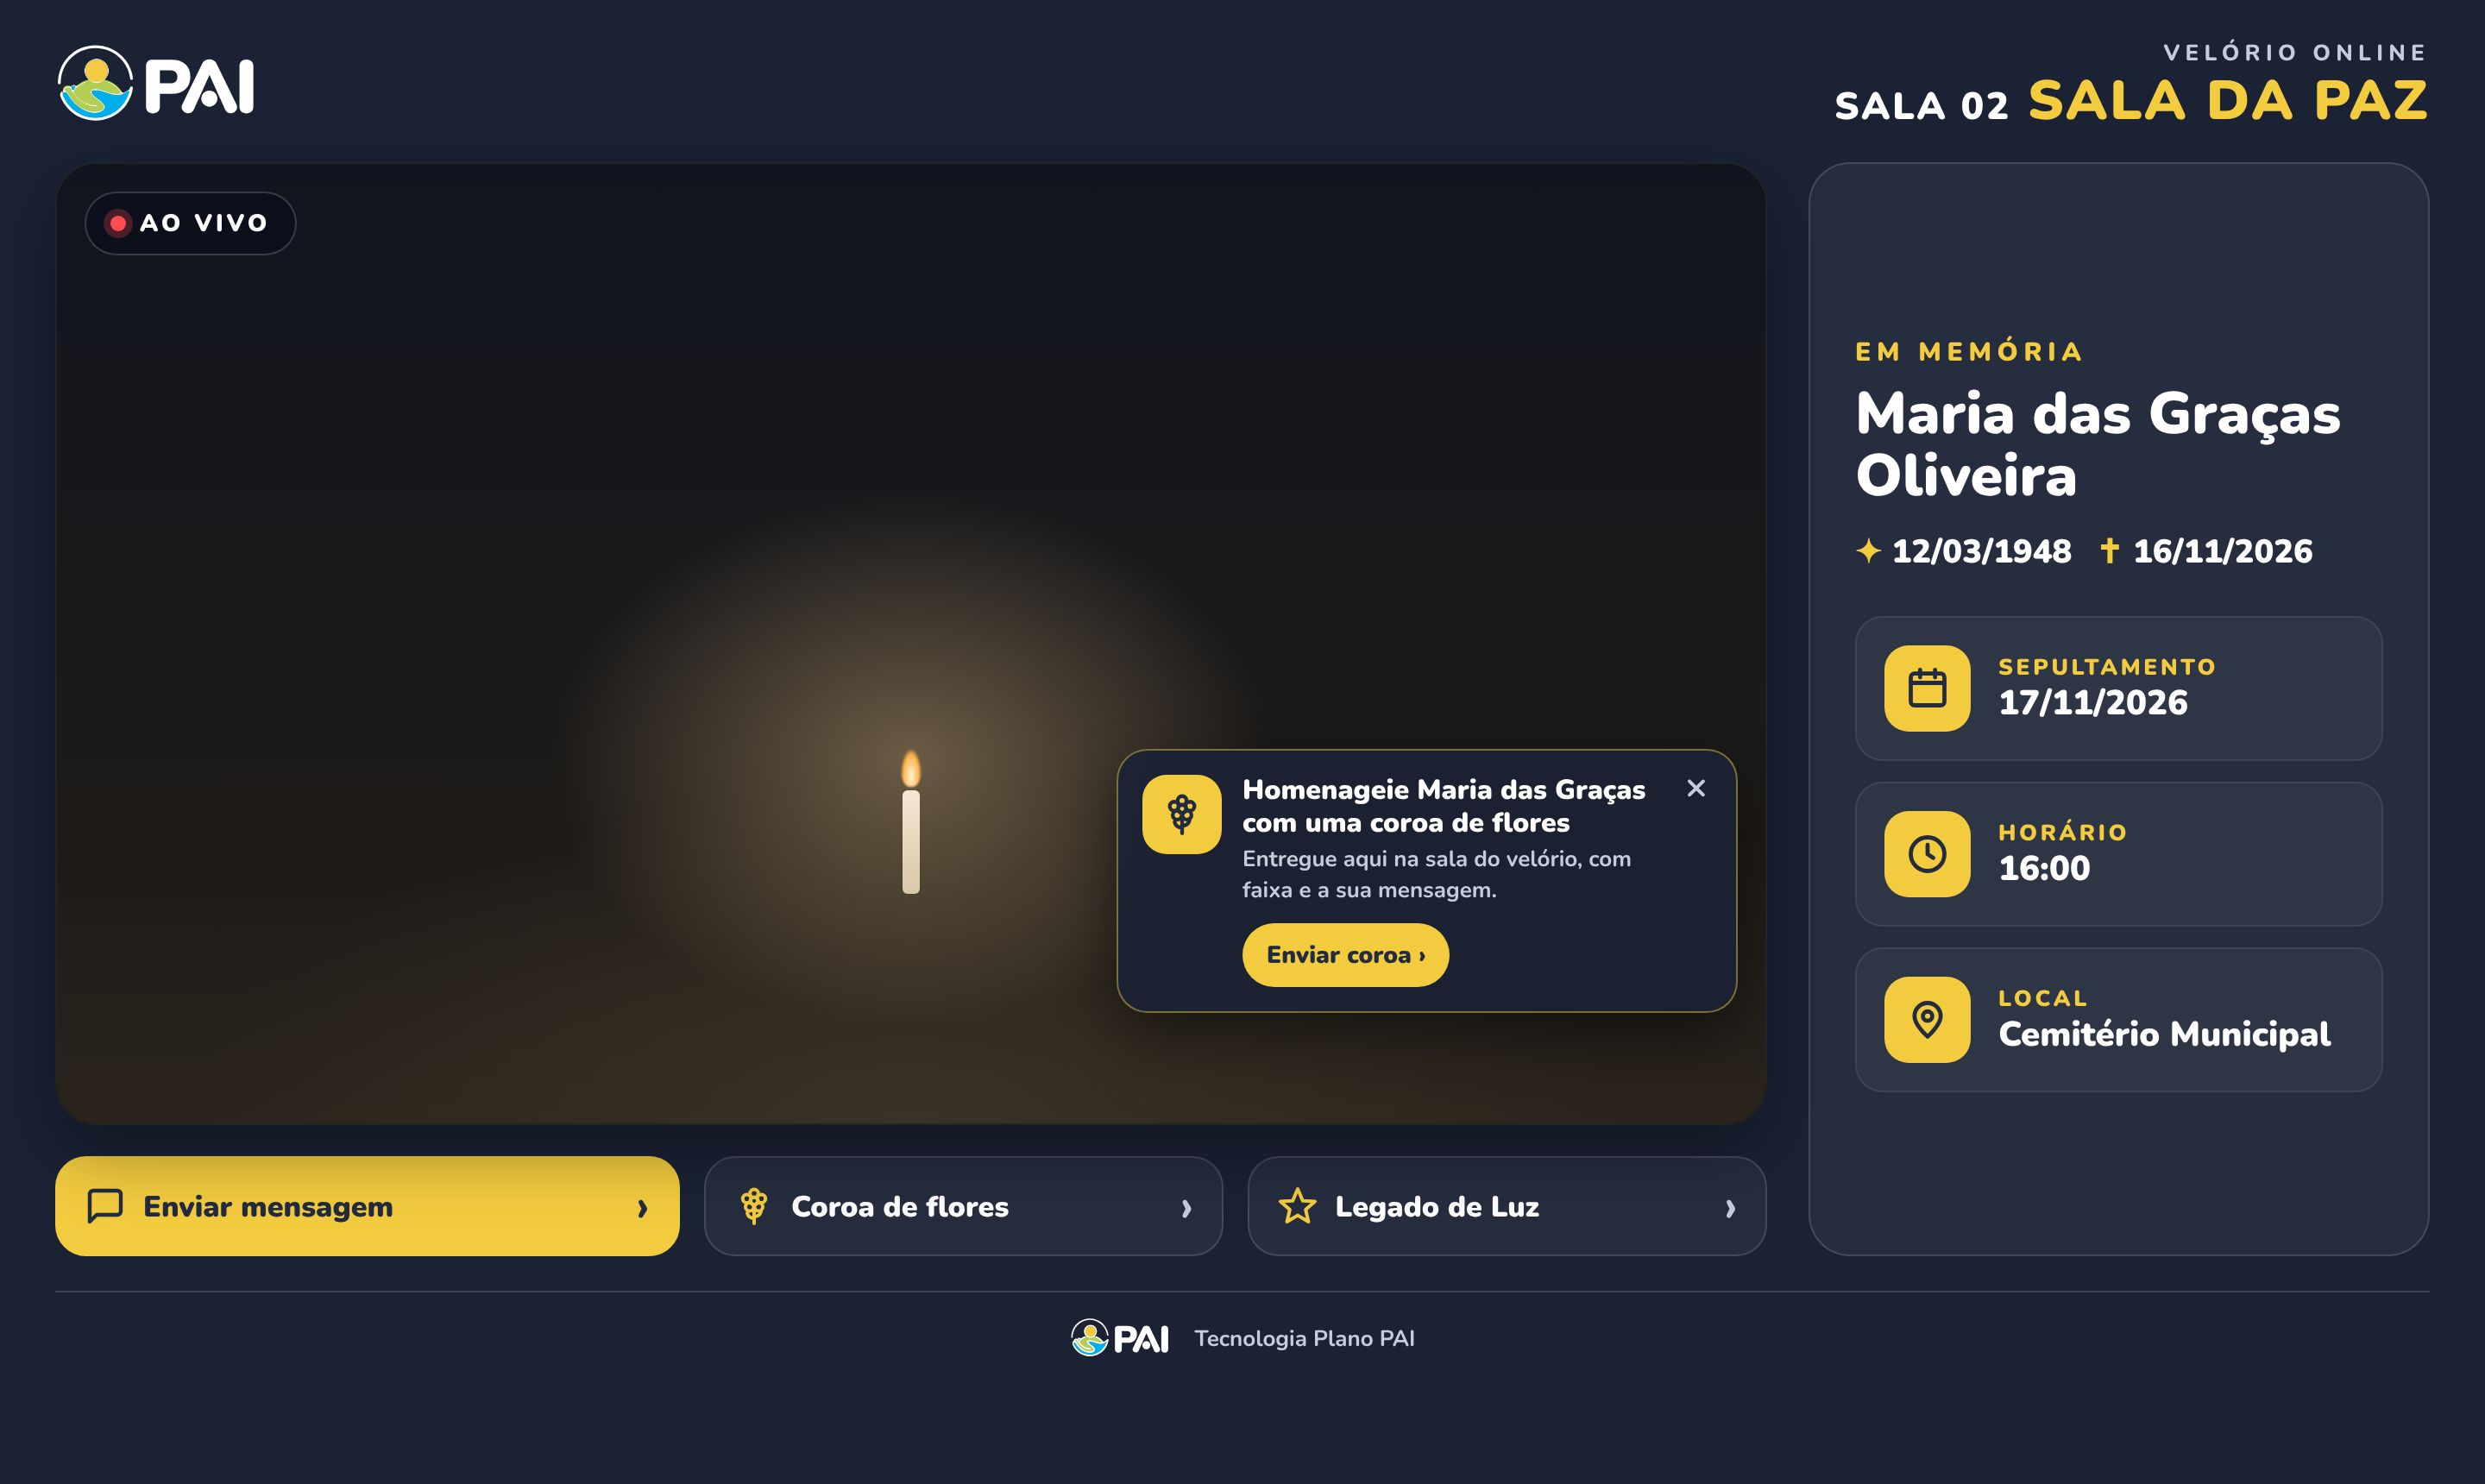 PAI
VELÓRIO ONLINE
SALA 02 SALA DA PAZ
AO VIVO
EM MEMÓRIA
Maria das Graças
Oliveira
12/03/1948 16/11/2026
SEPULTAMENTO
17/11/2026
HORÁRIO
16:00
LOCAL
Cemitério Municipal
Homenageie Maria das Graças
com uma coroa de flores
Entregue aqui na sala do velório, com
faixa e a sua mensagem.
Enviar coroa ›
Enviar mensagem ›
Coroa de flores ›
Legado de Luz ›
PAI Tecnologia Plano PAI